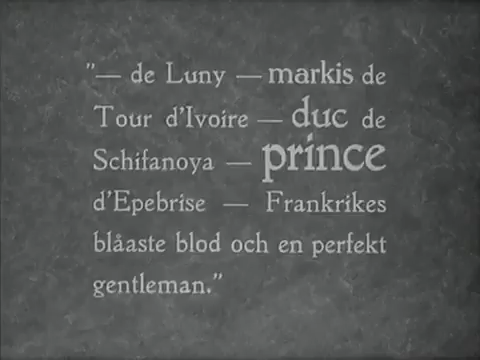 "— de Luny — markis de
Tour d'Ivoire — duc de
Schifanoya — prince
d'Epebrise — Frankrikes
blåaste blod och en perfekt
gentleman."